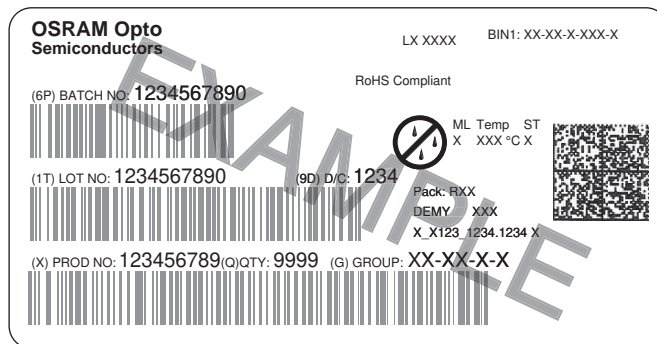 OSRAM Opto
Semiconductors
LX XXXX
BIN1: XX-XX-X-XXX-X
RoHS Compliant
(6P) BATCH NO: 1234567890
ML Temp ST
X XXX °C X
(1T) LOT NO: 1234567890 (9D) D/C: 1234
Pack: RXX
DEMY XXX
X_X123_1234.1234 X
(X) PROD NO: 123456789(Q)QTY: 9999 (G) GROUP: XX-XX-X-X
EXAMPLE